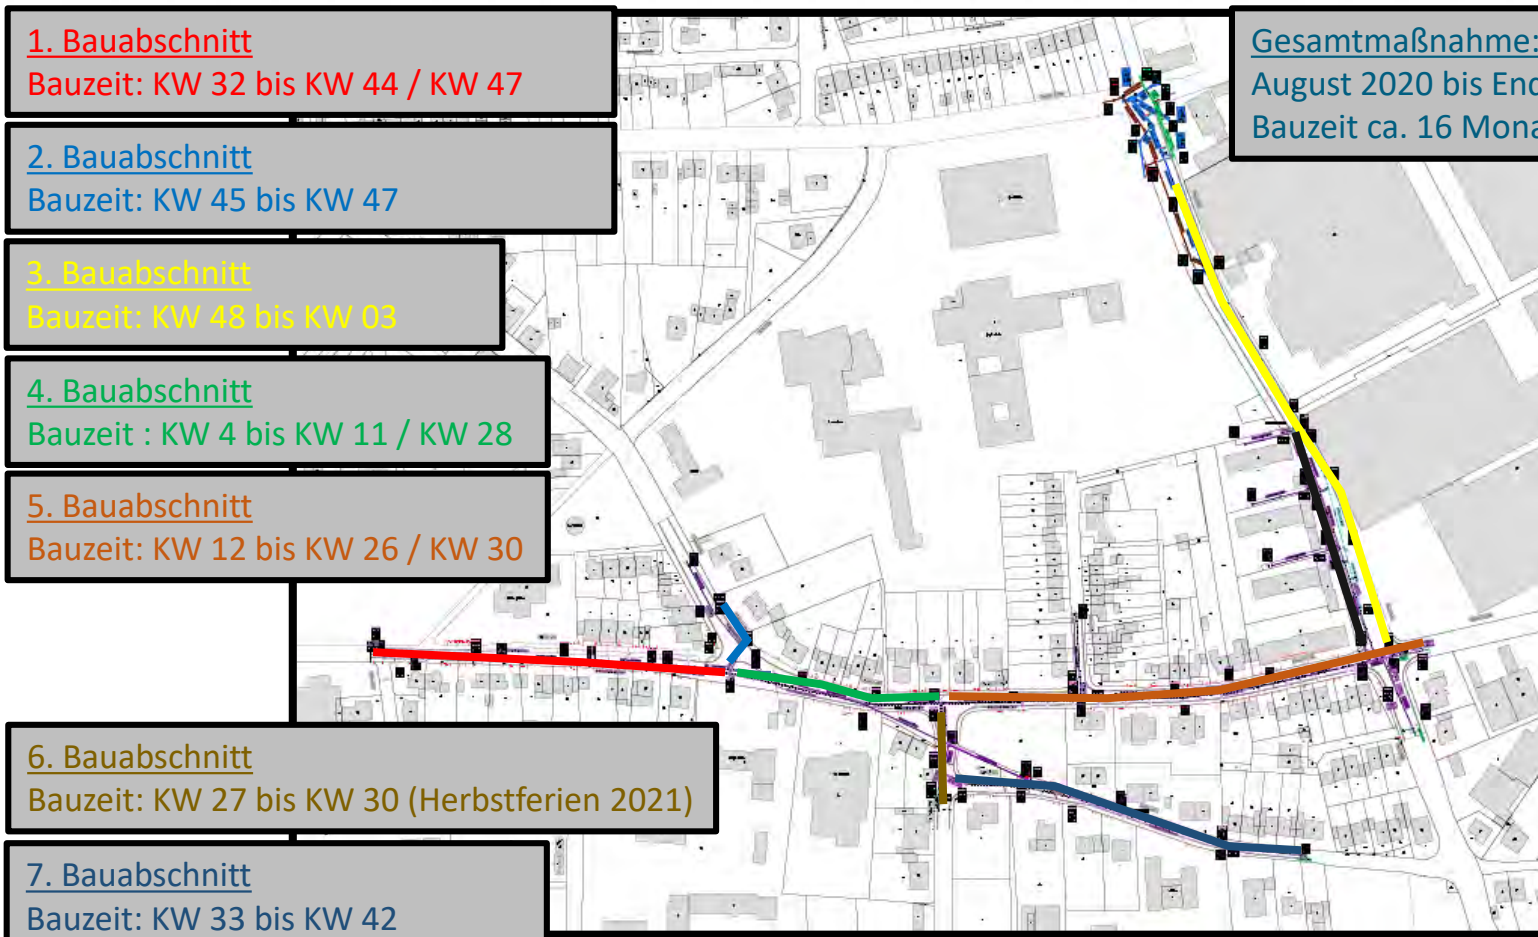 1. Bauabschnitt
Bauzeit: KW 32 bis KW 44 / KW 47
2. Bauabschnitt
Bauzeit: KW 45 bis KW 47
3. Bauabschnitt
Bauzeit: KW 48 bis KW 03
4. Bauabschnitt
Bauzeit : KW 4 bis KW 11 / KW 28
5. Bauabschnitt
Bauzeit: KW 12 bis KW 26 / KW 30
6. Bauabschnitt
Bauzeit: KW 27 bis KW 30 (Herbstferien 2021)
7. Bauabschnitt
Bauzeit: KW 33 bis KW 42
Gesamtmaßnahme:
August 2020 bis
Bauzeit ca. 16